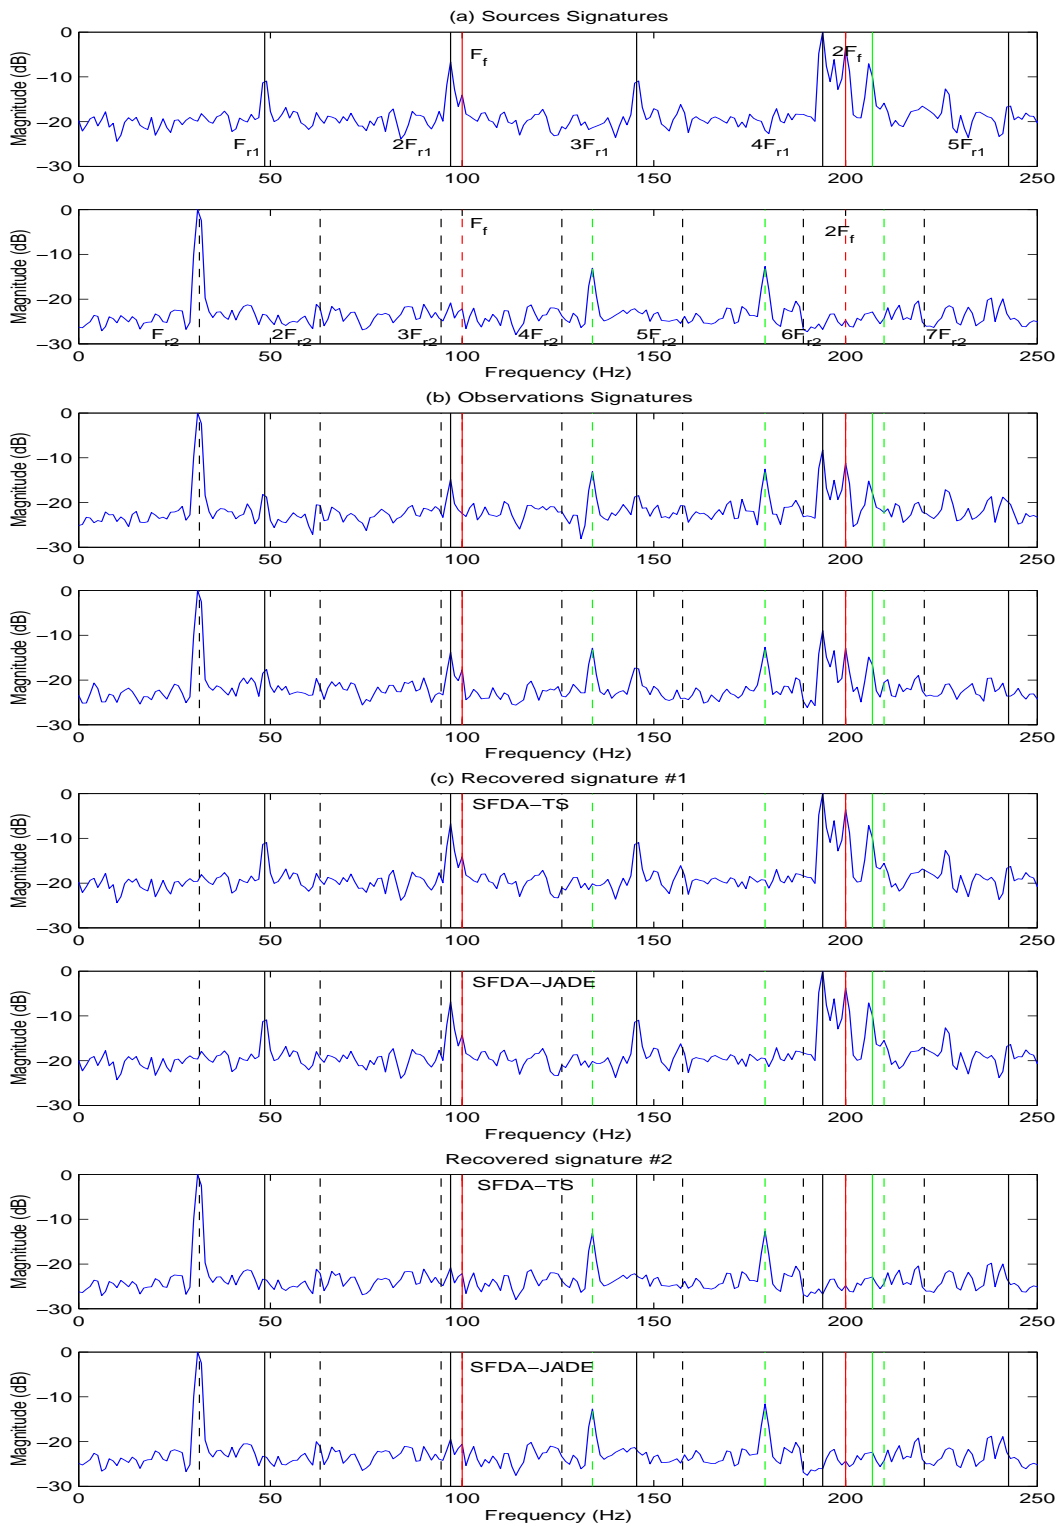 (a) Sources Signatures
Magnitude (dB)
0
−10
−20
−30
F_f
2F_f
F_r1
2F_r1
3F_r1
4F_r1
5F_r1
0 50 100 150 200 250
Magnitude (dB)
0
−10
−20
−30
F_f
2F_f
F_r2
2F_r2
3F_r2
4F_r2
5F_r2
6F_r2
7F_r2
0 50 100 150 200 250
Frequency (Hz)
(b) Observations Signatures
Magnitude (dB)
0
−10
−20
−30
0 50 100 150 200 250
Magnitude (dB)
0
−10
−20
−30
0 50 100 150 200 250
Frequency (Hz)
(c) Recovered signature #1
SFDA−TS
Magnitude (dB)
0
−10
−20
−30
0 50 100 150 200 250
SFDA−JADE
Magnitude (dB)
0
−10
−20
−30
0 50 100 150 200 250
Frequency (Hz)
Recovered signature #2
SFDA−TS
Magnitude (dB)
0
−10
−20
−30
0 50 100 150 200 250
SFDA−JADE
Magnitude (dB)
0
−10
−20
−30
0 50 100 150 200 250
Frequency (Hz)